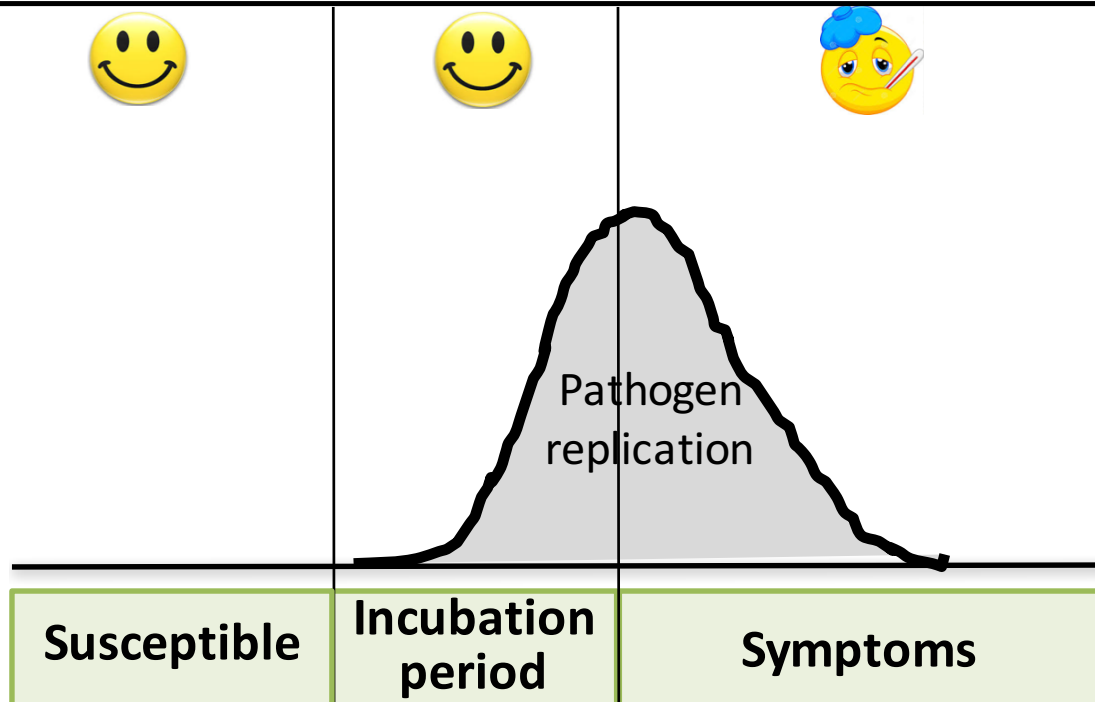 Pathogen
replication
Susceptible
Incubation
period
Symptoms